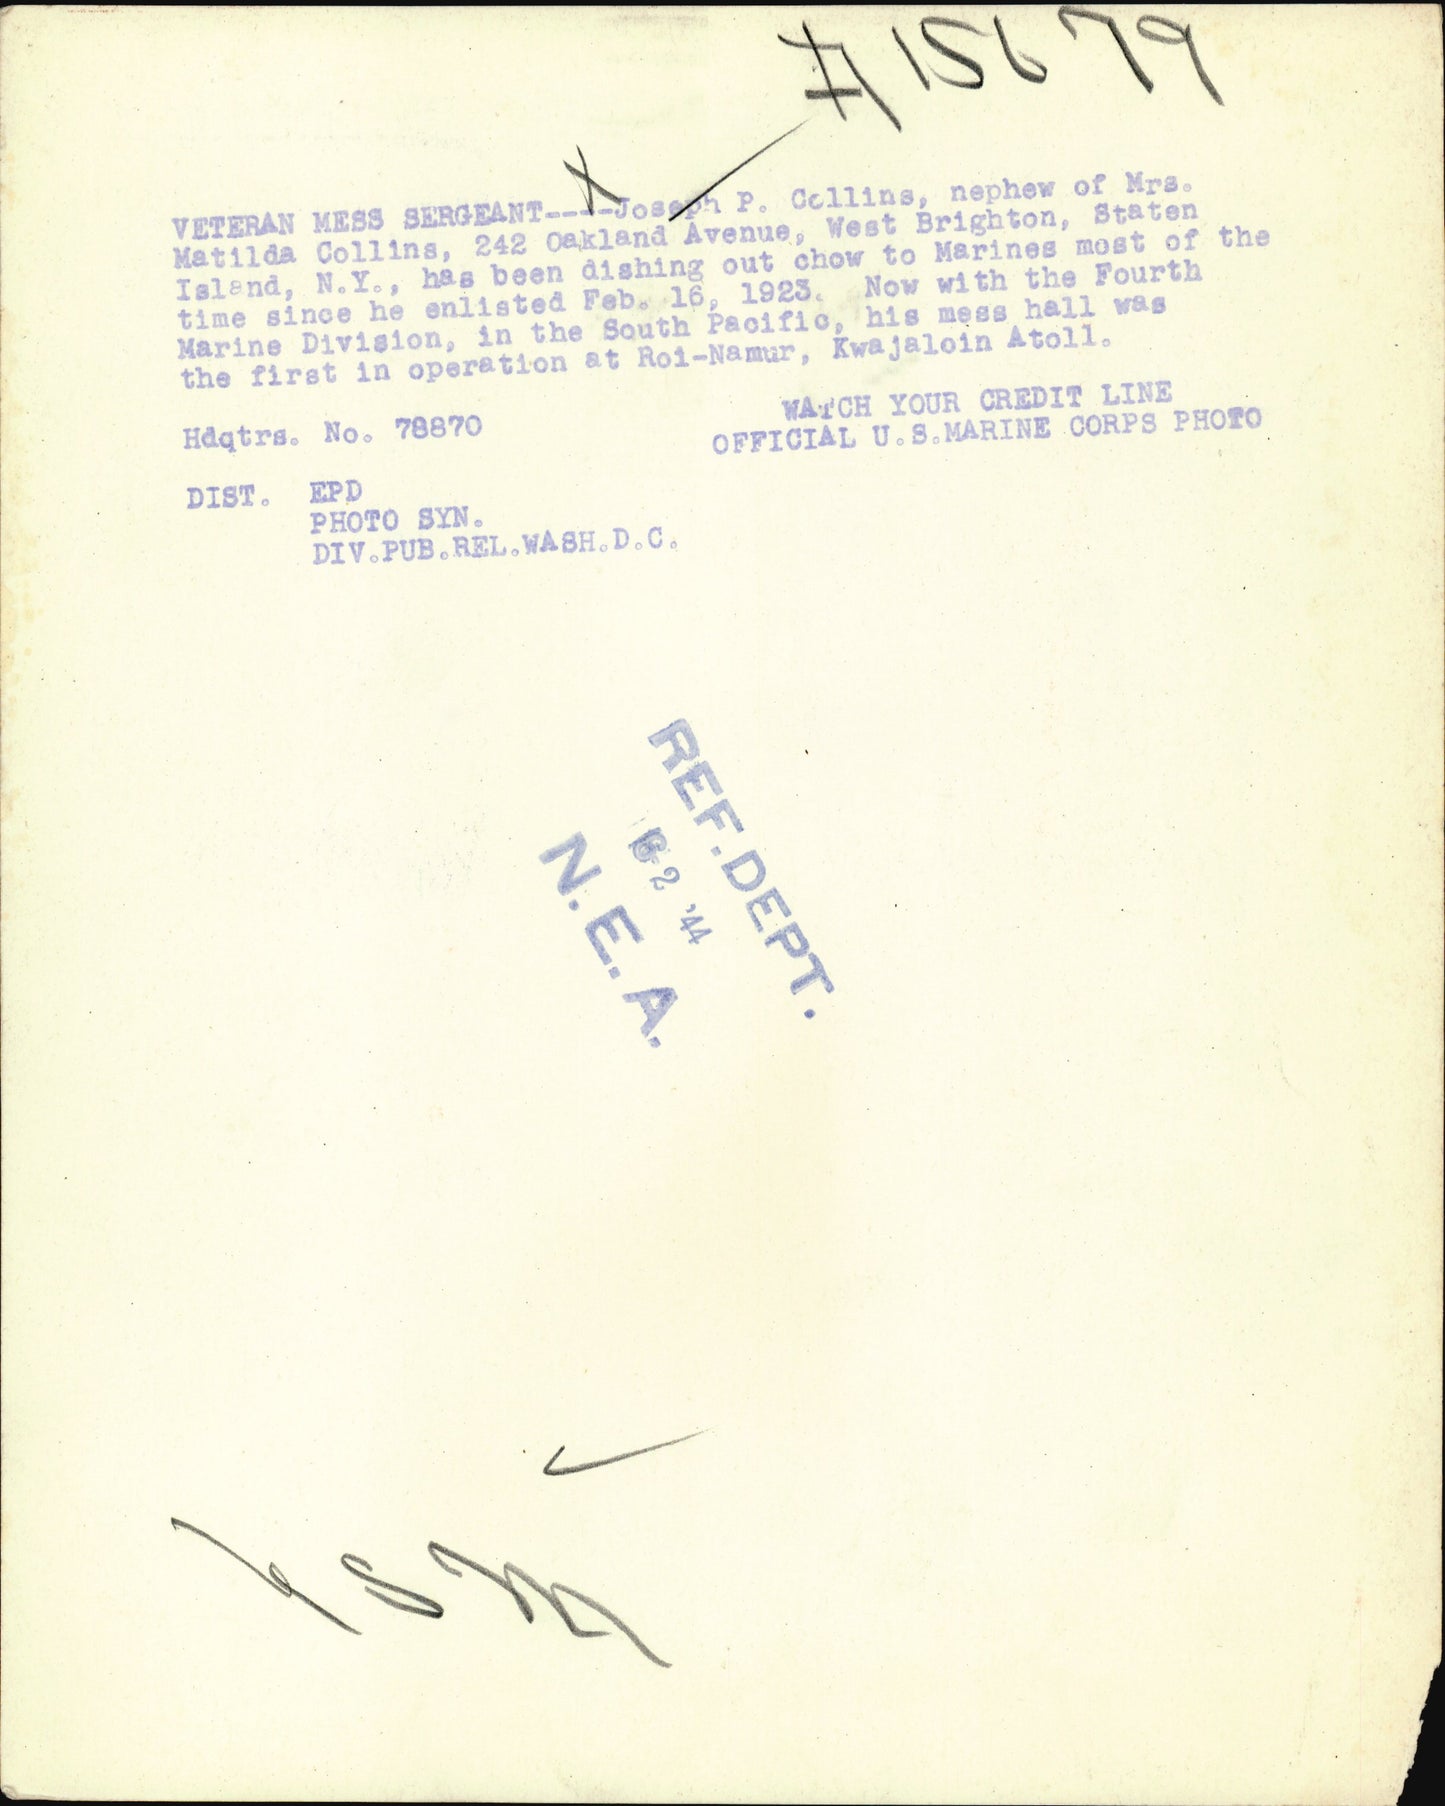 #15679
VETERAN MESS SERGEANT----Joseph P. Collins, nephew of Mrs.
Matilda Collins, 242 Oakland Avenue, West Brighton, Staten
Island, N.Y., has been dishing out chow to Marines most of the
time since he enlisted Feb. 16, 1923. Now with the Fourth
Marine Division, in the South Pacific, his mess hall was
the first in operation at Roi-Namur, Kwajaloin Atoll.
WATCH YOUR CREDIT LINE
Hdqtrs. No. 78870 OFFICIAL U.S.MARINE CORPS PHOTO
DIST. EPD
PHOTO SYN.
DIV.PUB.REL.WASH.D.C.
REF.DEPT.
2 '44
N.E.A.